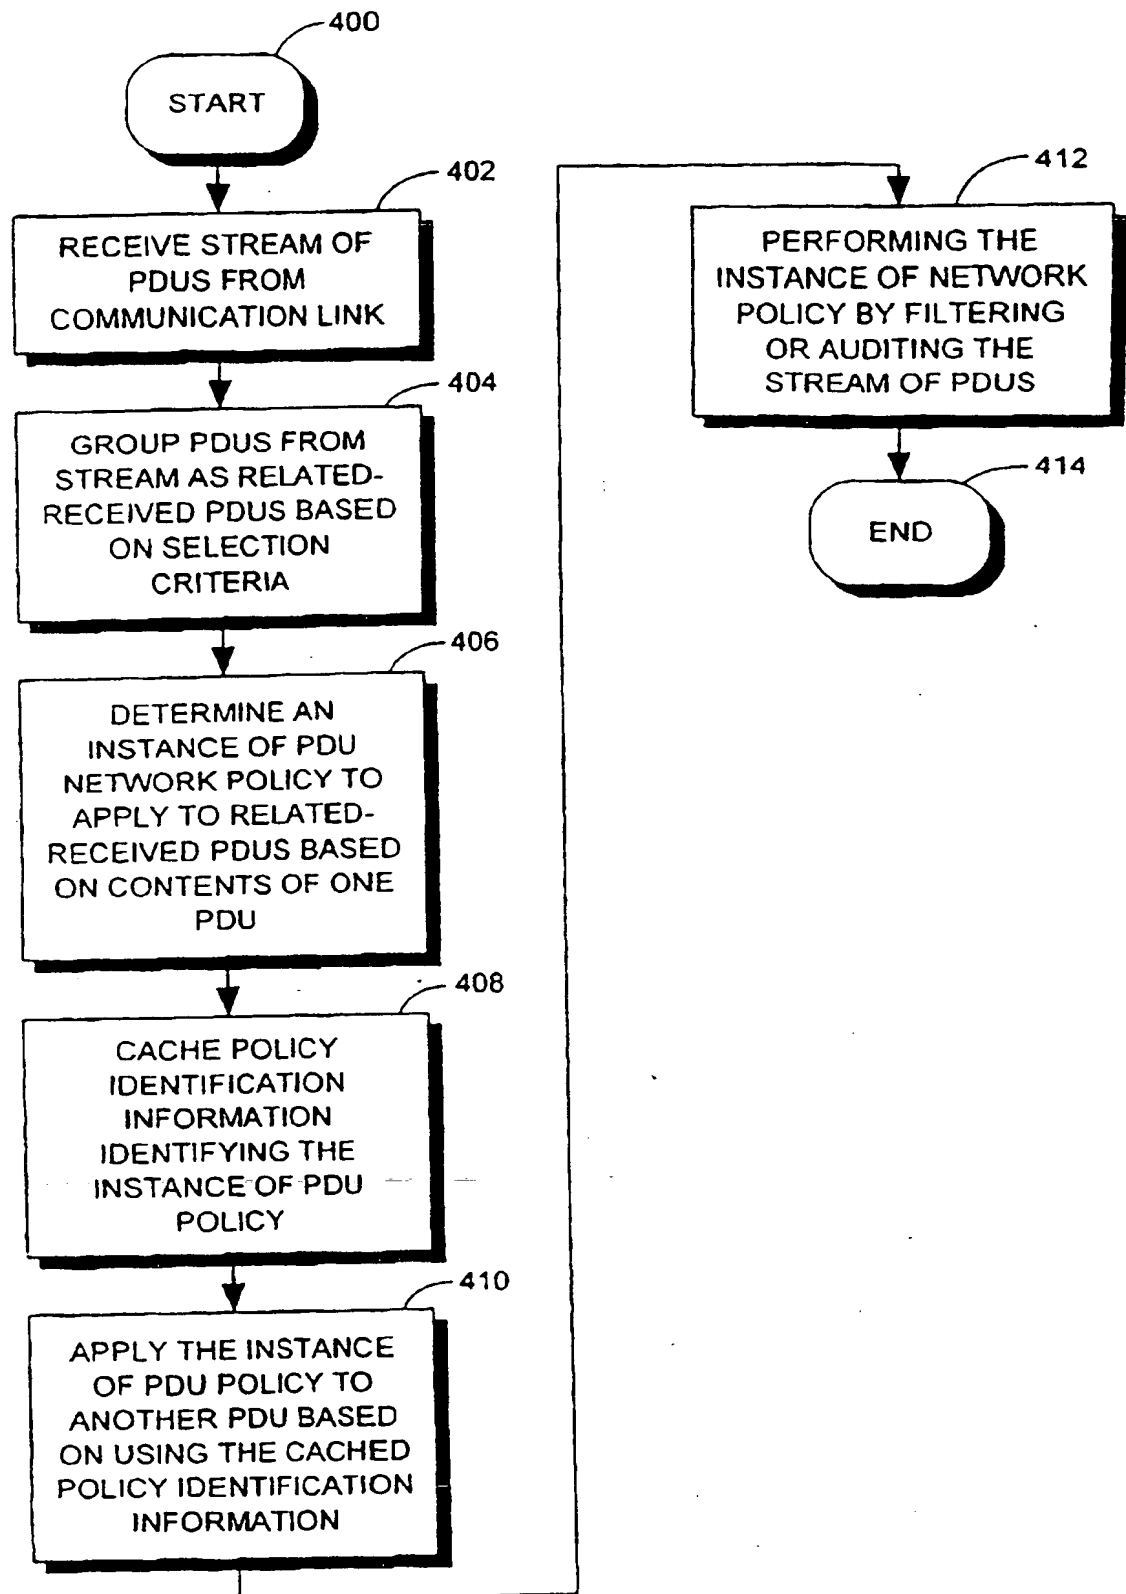 400
START
402
RECEIVE STREAM OF
PDUS FROM
COMMUNICATION LINK
404
GROUP PDUS FROM
STREAM AS RELATED-
RECEIVED PDUS BASED
ON SELECTION
CRITERIA
406
DETERMINE AN
INSTANCE OF PDU
NETWORK POLICY TO
APPLY TO RELATED-
RECEIVED PDUS BASED
ON CONTENTS OF ONE
PDU
408
CACHE POLICY
IDENTIFICATION
INFORMATION
IDENTIFYING THE
INSTANCE OF PDU
POLICY
410
APPLY THE INSTANCE
OF PDU POLICY TO
ANOTHER PDU BASED
ON USING THE CACHED
POLICY IDENTIFICATION
INFORMATION
412
PERFORMING THE
INSTANCE OF NETWORK
POLICY BY FILTERING
OR AUDITING THE
STREAM OF PDUS
414
END